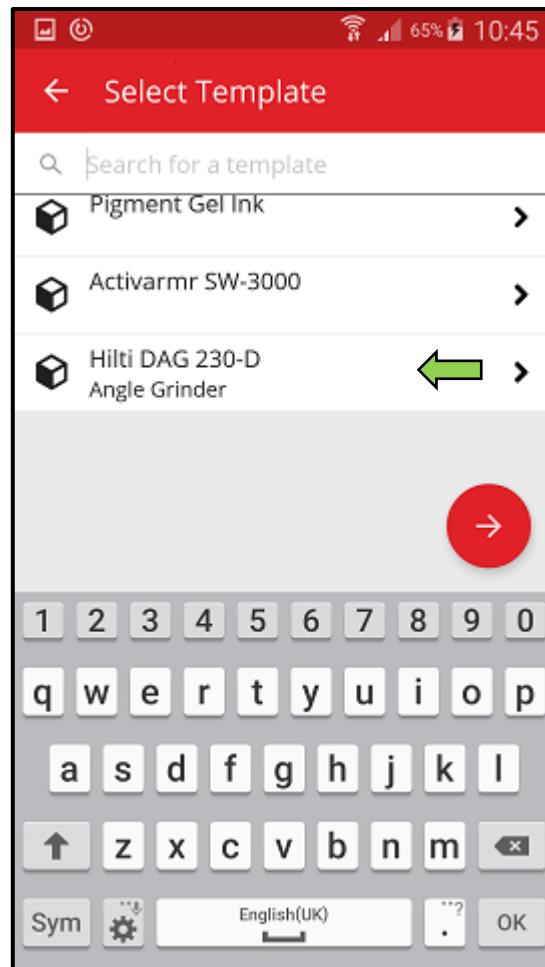 65% 10:45
Select Template
Search for a template
Pigment Gel Ink
Activarmr SW-3000
Hilti DAG 230-D
Angle Grinder
1 2 3 4 5 6 7 8 9 0
q w e r t y u i o p
a s d f g h j k l
z x c v b n m
Sym English(UK) . ,,? OK